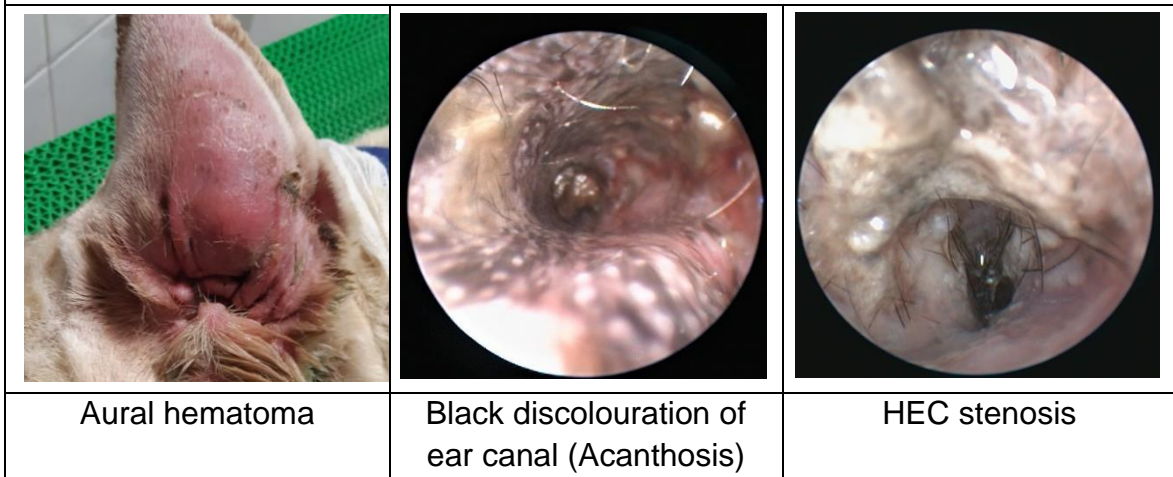 Aural hematoma
Black discolouration of
ear canal (Acanthosis)
HEC stenosis